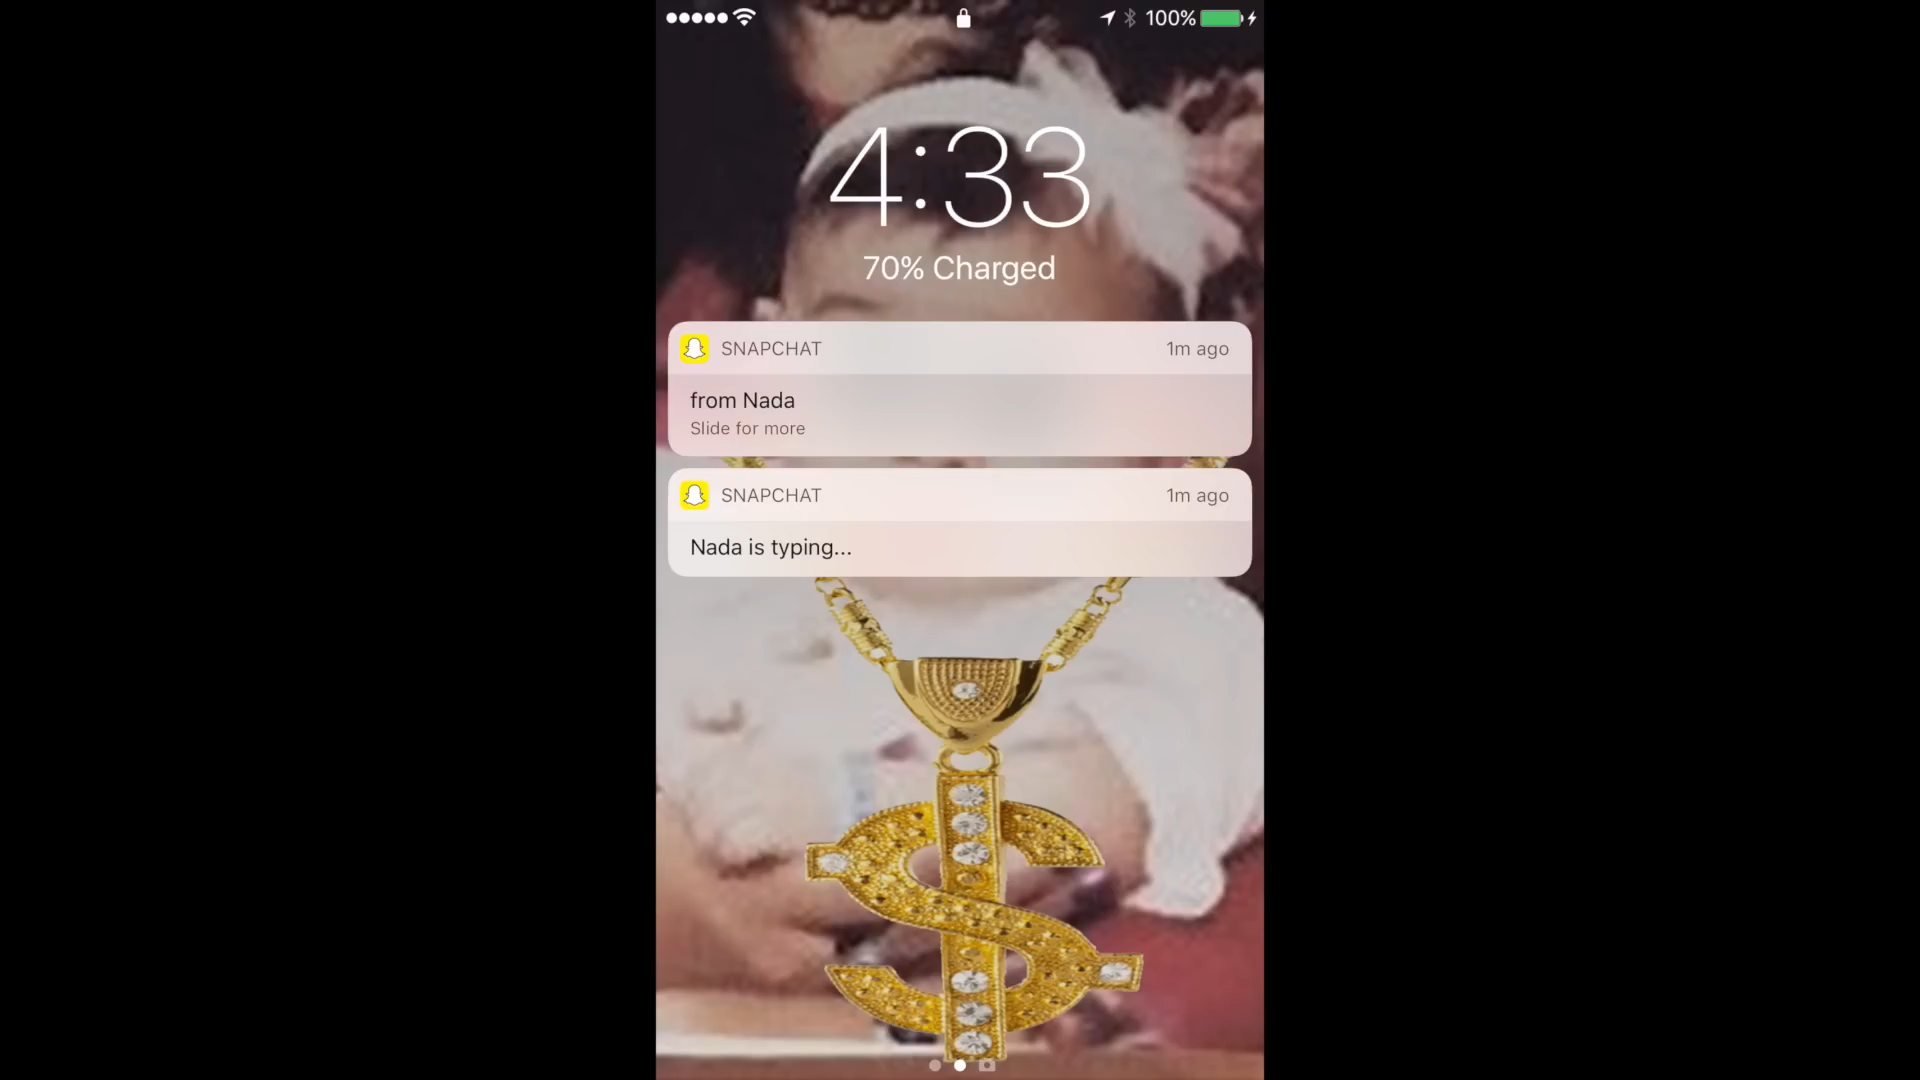 100%
4:33
70% Charged
SNAPCHAT 1m ago
from Nada
Slide for more
SNAPCHAT 1m ago
Nada is typing...